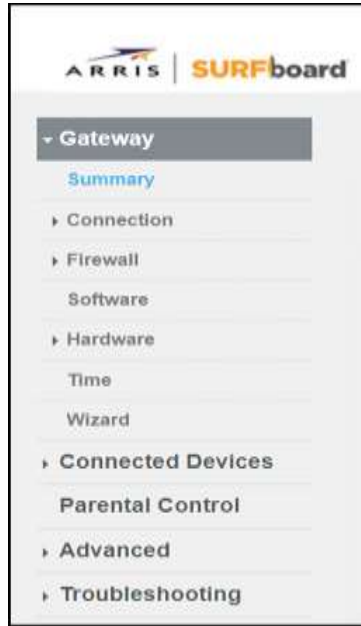 ARRIS SURFboard
Gateway
Summary
Connection
Firewall
Software
Hardware
Time
Wizard
Connected Devices
Parental Control
Advanced
Troubleshooting